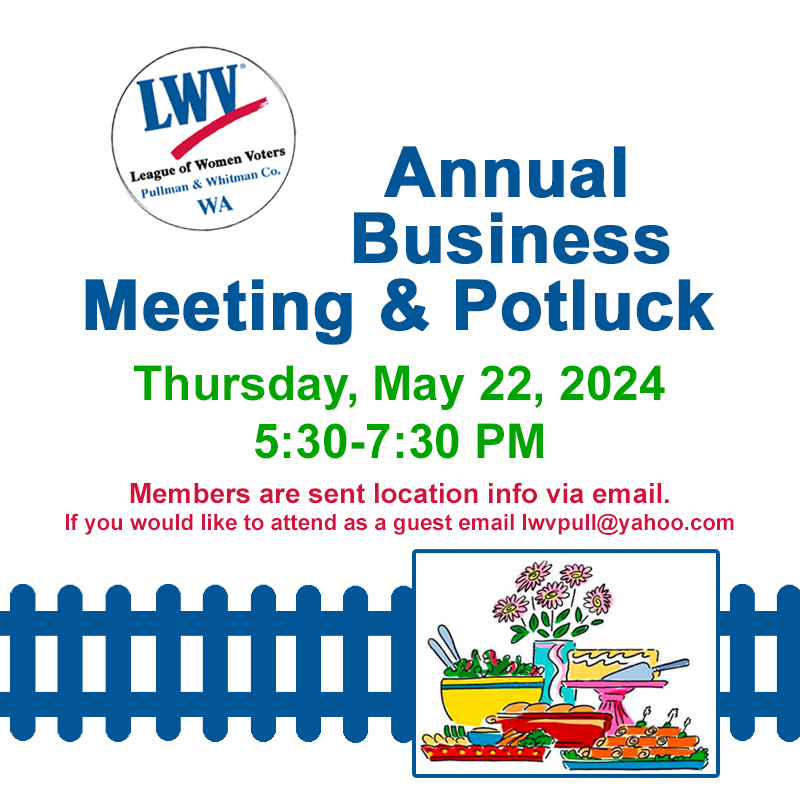 LWV®
League of Women Voters
Pullman & Whitman Co.
WA
Annual
Business
Meeting & Potluck
Thursday, May 22, 2024
5:30-7:30 PM
Members are sent location info via email.
If you would like to attend as a guest email lwvpull@yahoo.com